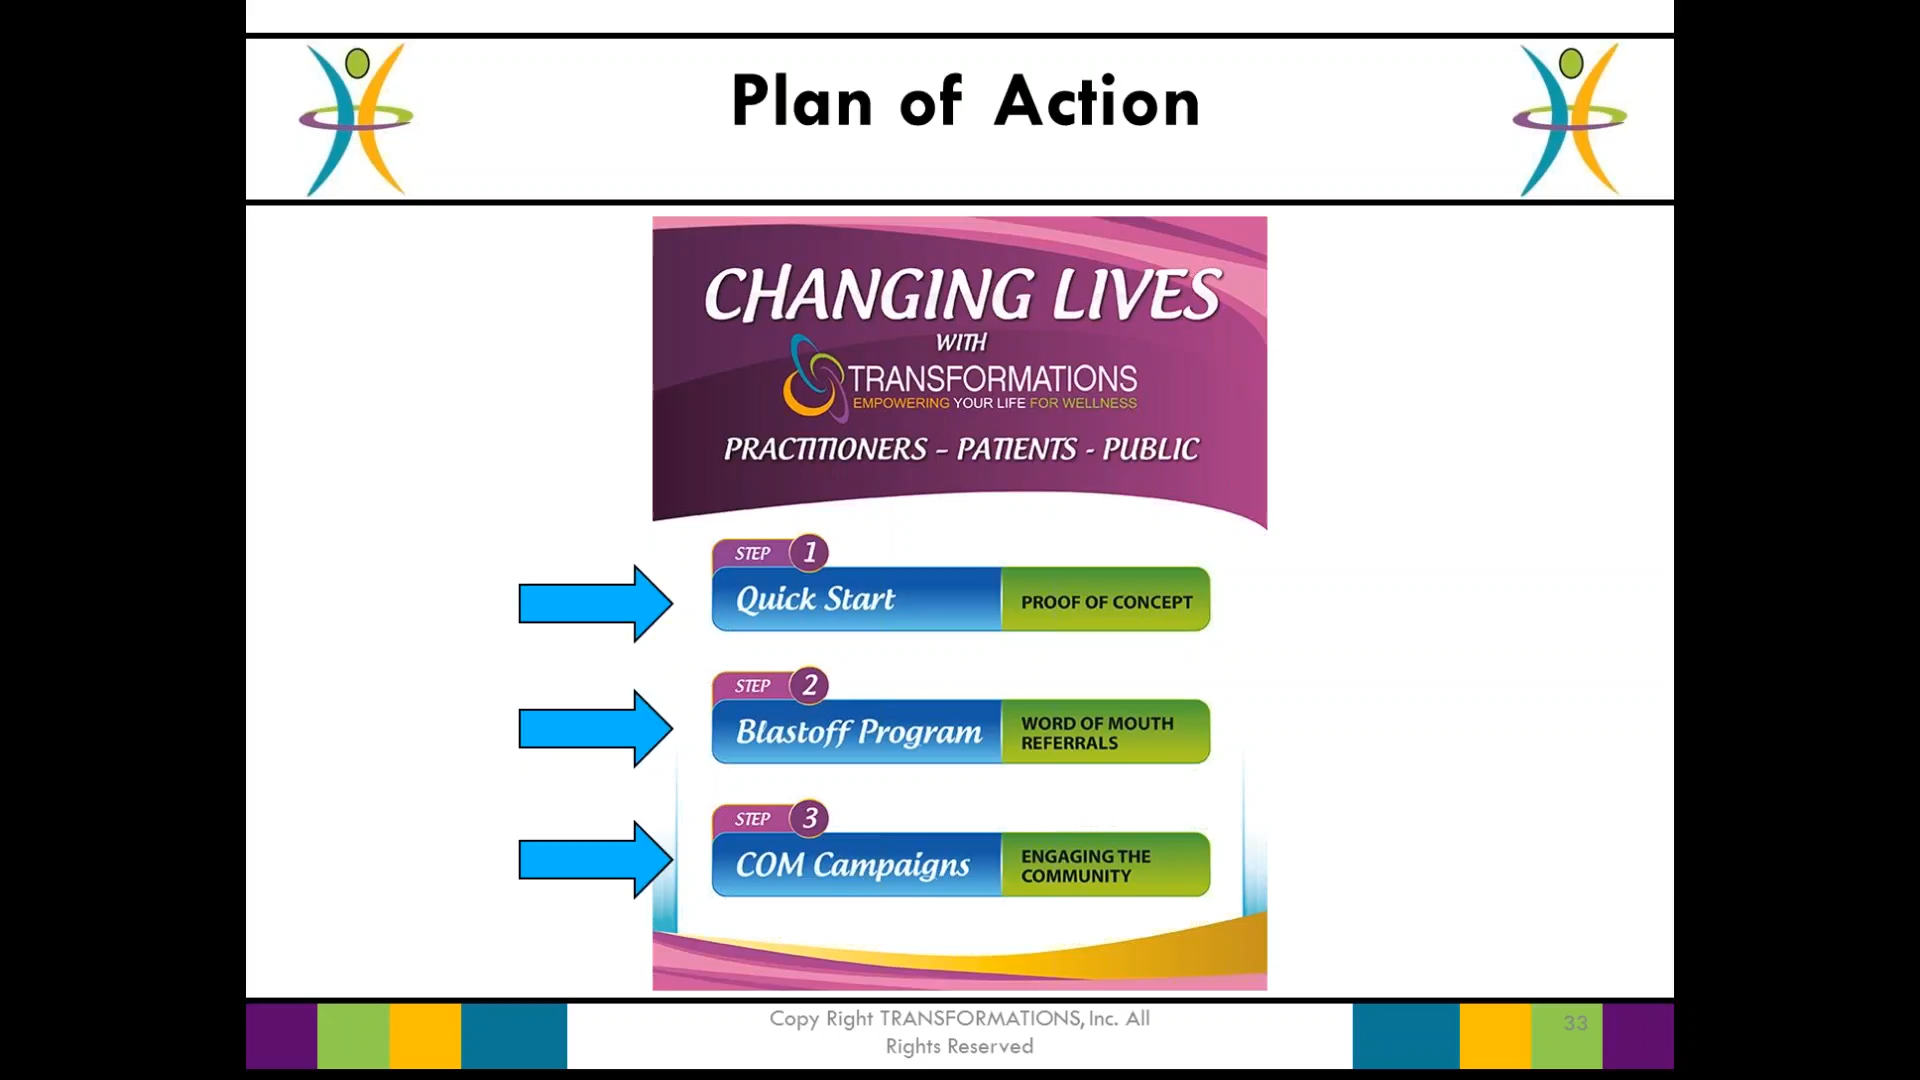 Plan of Action
CHANGING LIVES
WITH
TRANSFORMATIONS
EMPOWERING YOUR LIFE FOR WELLNESS
PRACTITIONERS – PATIENTS - PUBLIC
STEP 1
Quick Start
PROOF OF CONCEPT
STEP 2
Blastoff Program
WORD OF MOUTH
REFERRALS
STEP 3
COM Campaigns
ENGAGING THE
COMMUNITY
Copy Right TRANSFORMATIONS, Inc. All
Rights Reserved
33